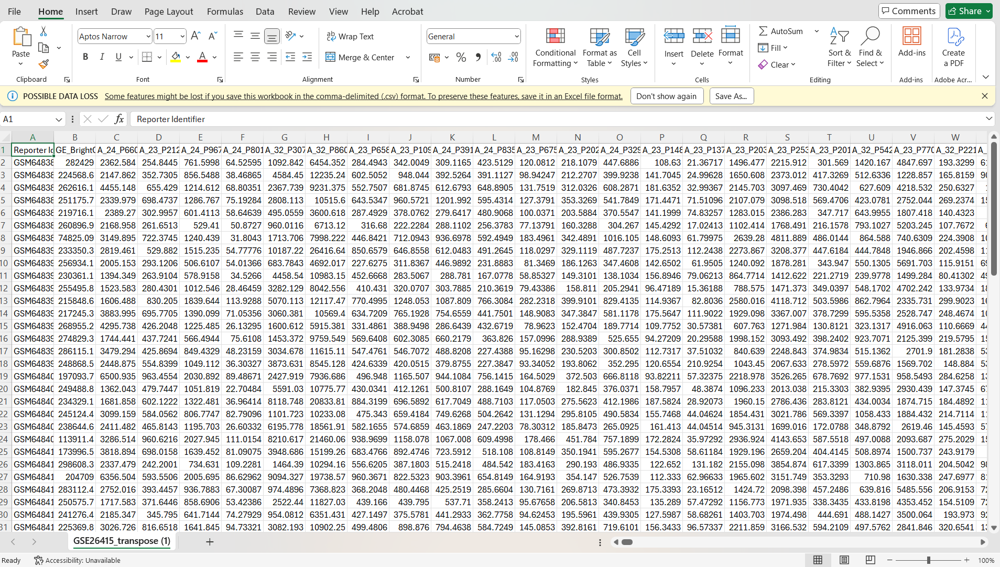 File Home Insert Draw Page Layout Formulas Data Review View Help Acrobat Comments Share
Aptos Narrow 11 Wrap Text General AutoSum
Paste B I U Merge & Center % Conditional Formatting Format as Table Cell Styles Insert Delete Format Fill Clear Sort & Filter Find & Select Add-ins Create a PDF
Clipboard Font Alignment Number Styles Cells Editing Add-ins Adobe Acr...
POSSIBLE DATA LOSS Some features might be lost if you save this workbook in the comma-delimited (.csv) format. To preserve these features, save it in an Excel file format. Don't show again Save As...
A1 fx Reporter Identifier
A B C D E F G H I J K L M N O P Q R S T U V W
1 GE_Bright A_24_P660 A_23_P212 A_24_P967 A_24_P801 A_32_P307 A_32_P860 A_23_P658 A_23_P109 A_24_P391 A_24_P835 A_23_P675 A_23_P202 A_24_P329 A_23_P148 A_23_P137 A_23_P203 A_23_P253 A_23_P201 A_32_P542 A_23_P770 A_32_P221 A_
2 GSM64838 282429 2362.584 254.8445 761.5998 64.52595 1092.842 6454.352 284.4943 342.0049 309.1165 423.5129 120.0812 218.1079 447.6886 108.63 21.36717 1496.477 2215.912 301.569 1420.167 4847.697 193.3299
3 GSM64838 224568.6 2147.862 352.7305 856.5488 38.46865 4584.45 12235.24 602.5052 948.044 392.5264 391.1127 98.94247 212.2707 399.9238 141.7045 24.99628 1650.608 2373.012 417.3269 512.6336 1228.857 165.8159
4 GSM64838 262616.1 4455.148 655.429 1214.612 68.80351 2367.739 9231.375 552.7507 681.8745 612.6793 648.8905 131.7519 312.0326 608.2871 181.6352 32.99367 2145.703 3097.469 730.4042 627.609 4218.532 250.6327
5 GSM64838 251175.7 2339.979 698.4737 1286.767 75.19284 2808.113 10515.6 643.5347 960.5721 1201.992 595.4314 127.3791 353.3269 541.7849 171.4471 71.51096 2107.079 3098.518 569.4706 423.0781 2752.044 269.2374
6 GSM64838 219716.1 2389.27 302.9957 601.4113 58.64639 495.0559 3600.618 287.4929 378.0762 279.6417 480.9068 100.0371 203.5884 370.5547 141.1999 74.83257 1283.015 2386.283 347.717 643.9955 1807.418 140.4323
7 GSM64838 260896.9 2168.958 261.6513 529.41 50.8727 960.0116 6713.12 316.68 222.2284 288.1102 256.3783 77.13791 160.3288 304.267 145.4292 17.02413 1102.414 1768.491 216.1578 793.1027 5203.245 107.7672
8 GSM64838 74825.09 3149.895 722.3745 1240.439 31.8043 1713.706 7998.222 446.8421 712.0943 936.6978 592.4949 183.4961 342.4891 1016.105 148.6093 61.79975 2639.28 4811.889 486.0144 864.588 740.6309 224.3908
9 GSM64839 233350.3 2819.461 529.882 1515.235 54.77776 10187.22 26416.64 850.6579 646.8558 612.0483 491.2645 118.0297 329.1119 487.7237 175.2513 112.2438 2273.867 3208.377 447.6184 444.7848 1946.866 202.4598
10 GSM64839 256934.1 2005.153 293.1206 506.6107 54.01366 683.7843 4692.017 227.6275 311.8367 446.9892 231.8883 81.3469 186.1263 347.4608 142.6502 61.9505 1240.092 1878.281 343.947 550.1305 5691.703 115.9151
11 GSM64839 230361.1 1394.349 263.9104 578.9158 34.5266 4458.54 10983.15 452.6668 283.5067 288.781 167.0778 58.85327 149.3101 138.1034 156.8946 79.06213 864.7714 1412.622 221.2719 239.9778 1499.284 80.41302
12 GSM64839 255495.8 1523.583 280.4301 1012.546 28.46459 3282.129 8042.556 410.431 320.0707 303.7885 210.3619 79.43386 158.811 205.2941 96.47189 15.36188 788.575 1471.373 349.0397 548.1702 4702.242 133.9734
13 GSM64839 215848.6 1606.488 830.205 1839.644 113.9288 5070.113 12117.47 770.4995 1248.053 1087.809 766.3084 282.2318 399.9101 829.4135 114.9367 82.8036 2580.016 4118.712 503.5986 862.7964 2335.731 299.9023
14 GSM64839 217245.3 3883.995 695.7705 1390.099 71.05356 3060.381 10569.4 634.7209 765.1928 754.6559 441.7501 148.9083 347.3847 581.1178 175.5647 111.9022 1929.098 3367.007 378.7299 595.5358 2528.747 248.4674
15 GSM64839 268955.2 4295.738 426.2048 1225.485 26.13295 1600.612 5915.381 331.4861 388.9498 286.6439 432.6719 78.9623 152.4704 189.7714 109.7752 30.57381 607.763 1271.984 130.8121 323.1317 4916.063 110.6669
16 GSM64839 274829.3 1744.441 437.7241 566.4944 75.6108 1453.372 9759.549 569.6408 602.3085 660.2179 363.826 157.0996 288.9389 525.655 94.27209 20.29588 1998.152 3093.492 398.2402 923.7071 2125.399 219.5795
17 GSM64839 286115.1 3479.294 425.8694 849.4329 48.23159 3034.678 11615.11 547.4761 546.7072 488.8208 227.4388 95.16298 230.5203 300.8502 112.7317 37.51032 840.639 2248.843 374.9834 515.1362 2701.9 181.2838
18 GSM64839 248868.5 2448.875 554.8399 1049.112 36.30327 3873.631 8545.128 424.6339 420.0515 379.8755 227.3847 93.34052 193.8062 352.295 120.6554 210.9254 1043.45 2067.633 278.5972 559.6876 1569.702 148.884
19 GSM64840 197093.7 6500.935 963.4554 2030.892 89.48671 2427.919 7936.686 496.948 1165.507 944.1084 756.1415 164.5029 372.503 666.8118 93.82211 57.32375 2218.978 3526.265 678.7692 977.1531 958.5493 284.6258
20 GSM64840 249488.8 1362.043 479.7447 1051.819 22.70484 5591.03 10775.77 430.0341 412.1261 500.8107 288.1649 104.8769 182.845 376.0371 158.7957 48.3874 1096.233 2013.038 215.3303 382.9395 2930.439 147.3745
21 GSM64840 234329.1 1681.858 602.1222 1322.481 36.96414 8118.748 20833.81 884.3199 696.5892 617.7049 488.7103 117.0503 275.5623 412.1986 187.5824 28.92073 1960.15 2786.436 283.8121 434.0034 1874.715 184.4892
22 GSM64840 245124.4 3099.159 584.0562 806.7747 82.79096 1101.723 10233.08 475.343 659.4184 749.6268 504.2642 131.1294 295.8105 490.5834 155.7468 44.04624 1854.431 3021.786 569.3397 1058.433 1884.432 214.7114
23 GSM64840 238644.6 2411.482 465.8143 1195.703 26.60332 6195.778 18561.91 582.1655 574.6859 463.1869 247.2203 78.30312 185.8473 265.0925 161.413 44.04514 945.3131 1699.016 172.0788 348.8792 2619.46 145.4593
24 GSM64840 113911.4 3286.514 960.6216 2027.945 111.0154 8210.617 21460.06 938.9699 1158.078 1067.008 609.4998 178.466 451.784 757.1899 172.2824 35.97292 2936.924 4143.653 587.5518 497.0088 2093.687 275.2029
25 GSM64841 173996.5 3818.894 698.0158 1639.452 81.09075 3948.686 15199.26 683.4766 892.4746 723.5912 518.108 108.8149 350.1941 595.2677 154.5308 58.61184 1929.196 2659.204 404.4145 508.8974 1500.737 243.9179
26 GSM64841 298608.3 2337.479 242.2001 734.631 109.2281 1464.39 10294.16 556.6205 387.1803 515.2418 484.542 183.4163 290.193 486.9335 122.652 131.182 2155.098 3854.874 617.3399 1303.865 3118.011 204.5042
27 GSM64841 204709 6356.504 593.5506 2005.695 86.62962 9094.327 19738.57 960.3671 822.5323 903.3961 654.8149 164.9193 354.147 526.7539 112.333 62.96633 1965.602 3151.749 353.3293 710.98 1630.338 247.6977
28 GSM64841 283112.4 2752.016 393.4457 936.7883 67.30087 974.4896 7368.823 368.2048 480.4468 425.2519 285.6604 130.7161 269.8713 473.3932 175.3393 23.16512 1424.72 2098.398 457.2486 639.816 5485.556 206.9153
29 GSM64841 250575.7 1717.583 371.6446 858.6906 53.42386 2522.44 11827.03 439.166 439.795 537.71 358.2413 95.67658 206.5813 340.8453 135.289 57.47292 1156.773 1971.935 338.3435 433.8198 4353.452 154.5109
30 GSM64841 241276.4 2185.347 345.795 641.7144 74.27929 954.0812 6351.431 427.1497 375.5781 441.2933 362.7758 94.62453 195.5961 439.9305 127.5987 58.68261 1403.703 1974.498 444.691 488.1427 3500.064 193.973
31 GSM64841 225369.8 3026.726 816.6518 1641.845 94.73321 3082.193 10902.25 499.4806 898.876 794.4638 584.7249 145.0853 392.8161 719.6101 156.3433 96.57337 2211.859 3166.532 594.2109 497.5762 2841.846 320.6541
GSE26415_transpose (1)
Ready Accessibility: Unavailable 100%